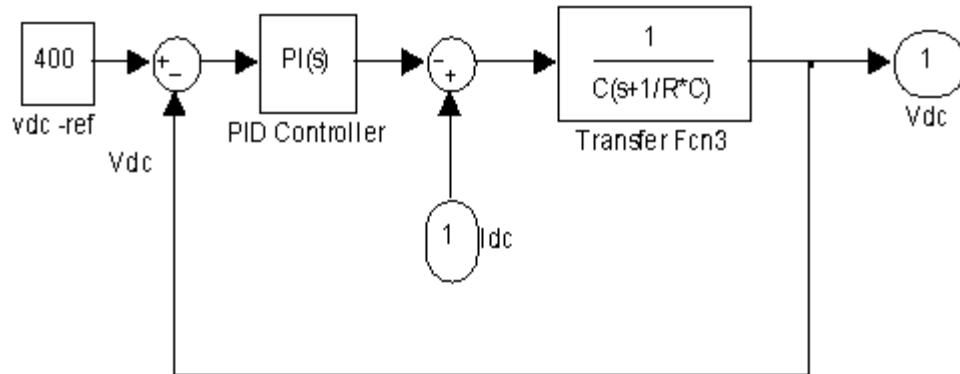 400
vdc -ref
+
−
Vdc
PI(s)
PID Controller
-
+
1
Idc
1
C(s+1/R*C)
Transfer Fcn3
1
Vdc